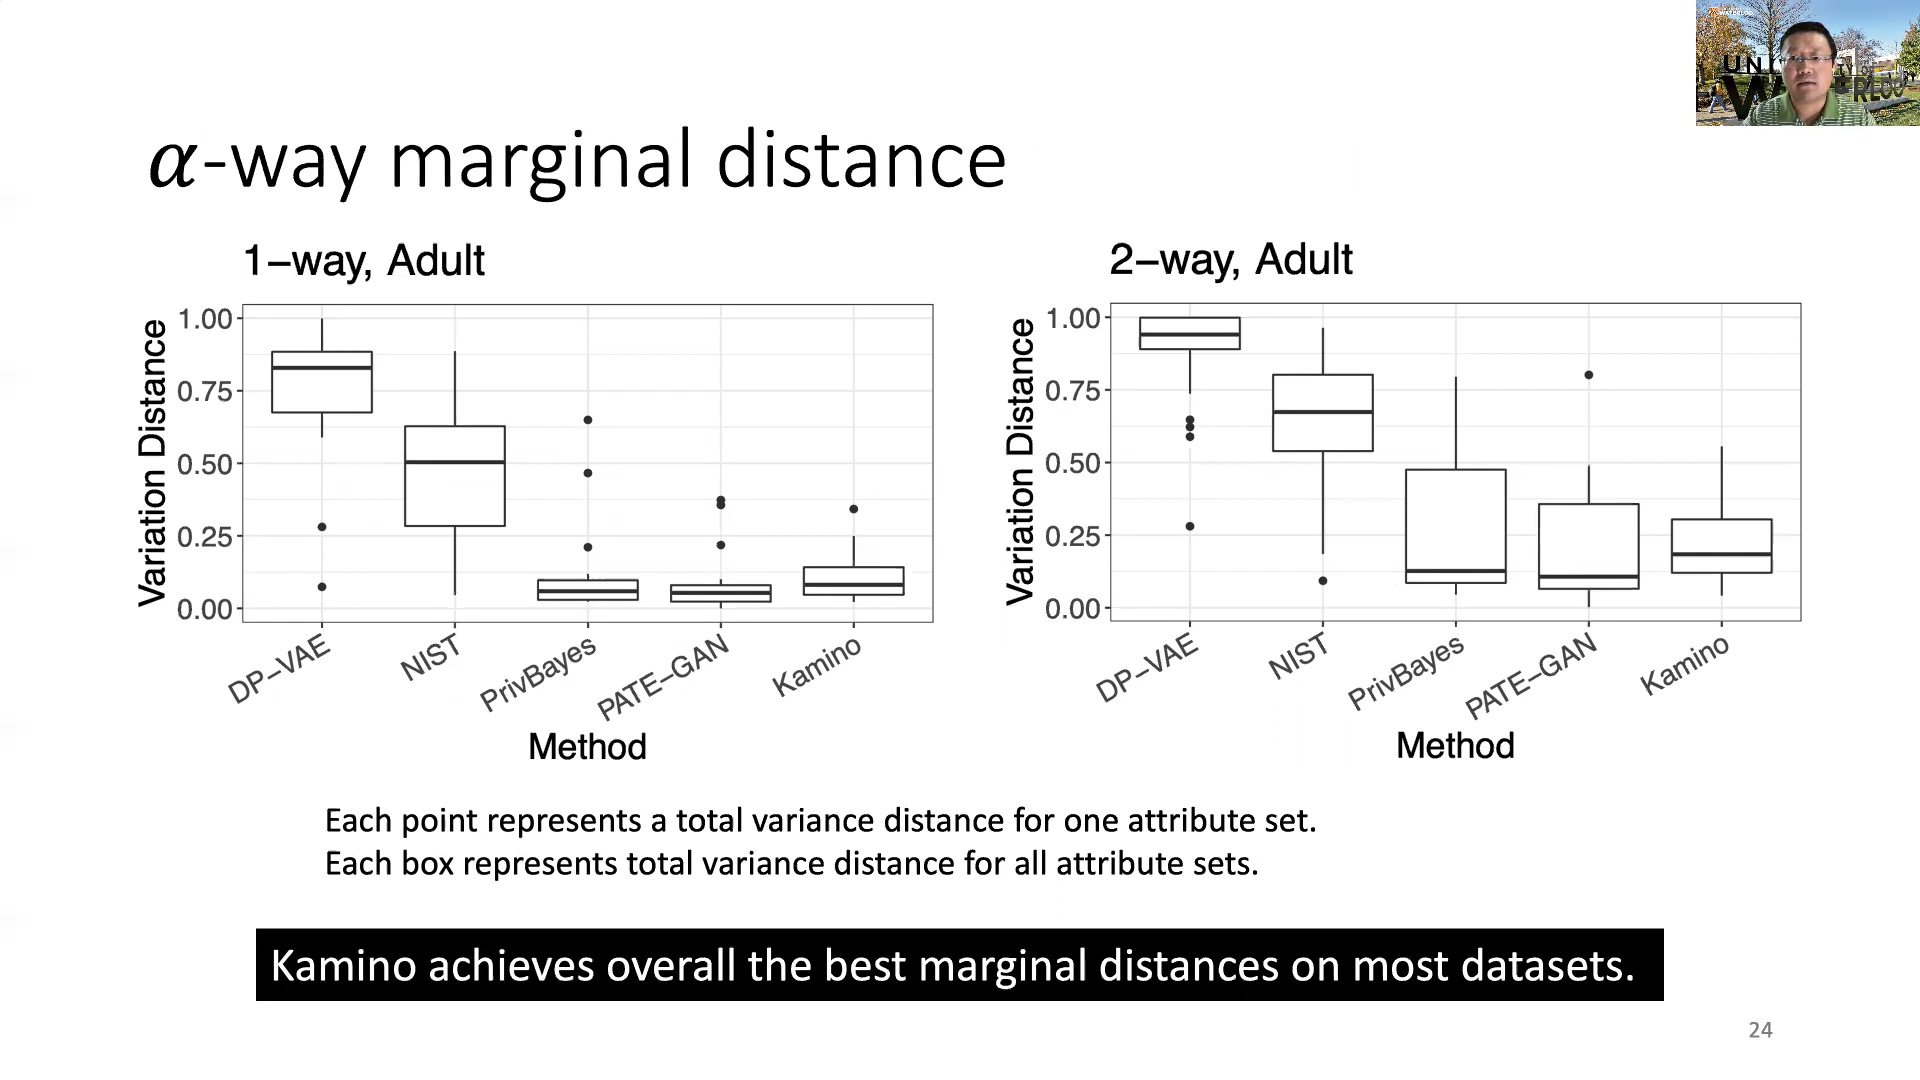 α-way marginal distance
1–way, Adult
Variation Distance
1.00
0.75
0.50
0.25
0.00
DP–VAE
NIST
PrivBayes
PATE–GAN
Kamino
Method
2–way, Adult
Variation Distance
1.00
0.75
0.50
0.25
0.00
DP–VAE
NIST
PrivBayes
PATE–GAN
Kamino
Method
Each point represents a total variance distance for one attribute set.
Each box represents total variance distance for all attribute sets.
Kamino achieves overall the best marginal distances on most datasets.
24